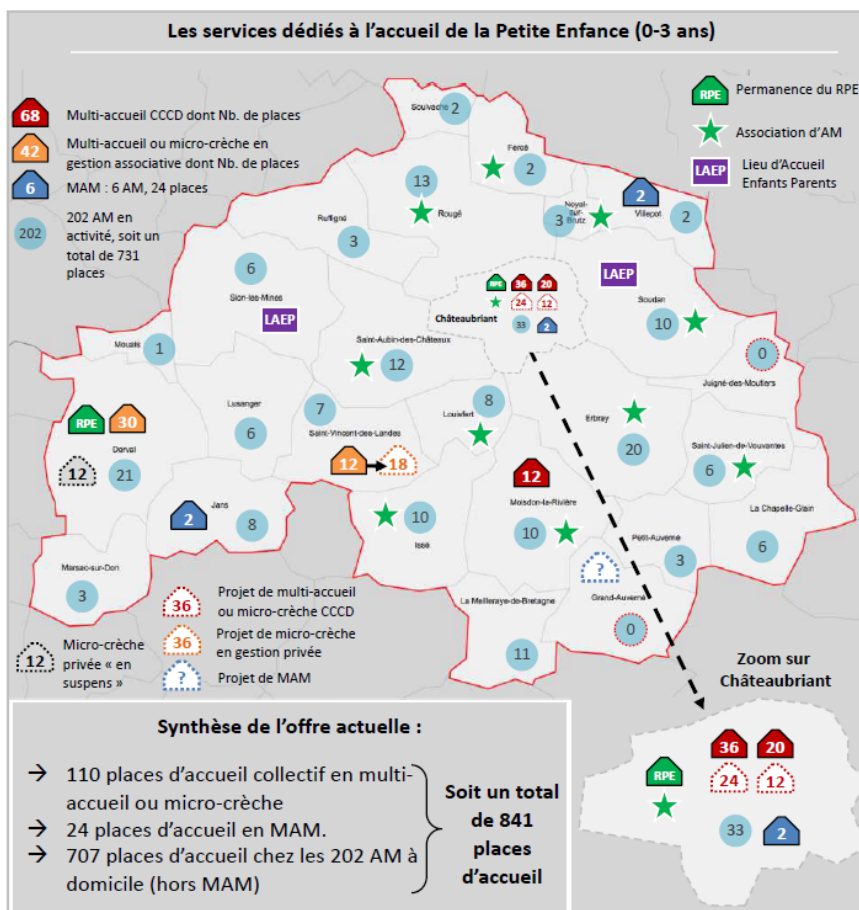 Les services dédiés à l'accueil de la Petite Enfance (0-3 ans)
68
Multi-accueil CCCD dont Nb. de places
42
Multi-accueil ou micro-crèche en
gestion associative dont Nb. de places
6
MAM : 6 AM, 24 places
202
202 AM en
activité, soit un
total de 731
places
RPE
Permanence du RPE
Association d'AM
LAEP
Lieu d'Accueil
Enfants Parents
Soulvache
2
Fercé
2
13
Rougé
Ruffigné
3
Noyal-sur-Brutz
3
2
Villepot
2
6
Sion-les-Mines
LAEP
LAEP
RPE
36
20
24
12
Châteaubriant
33
2
Soudan
10
0
Juigné-des-Moutiers
Mouais
1
Saint-Aubin-des-Châteaux
12
Lusanger
6
7
Saint-Vincent-des-Landes
8
Louisfert
Erbray
20
Saint-Julien-de-Vouvantes
6
RPE
30
Derval
12
21
12
18
12
Moisdon-la-Rivière
10
2
Jans
8
10
Issé
La Chapelle-Glain
6
Petit-Auverné
3
Marsac-sur-Don
3
?
Grand-Auverné
0
La Meilleraye-de-Bretagne
11
36
Projet de multi-accueil
ou micro-crèche CCCD
36
Projet de micro-crèche
en gestion privée
?
Projet de MAM
12
Micro-crèche
privée « en
suspens »
Zoom sur
Châteaubriant
36
20
RPE
24
12
33
2
Synthèse de l'offre actuelle :
→ 110 places d'accueil collectif en multi-
accueil ou micro-crèche
→ 24 places d'accueil en MAM.
→ 707 places d'accueil chez les 202 AM à
domicile (hors MAM)
Soit un total
de 841
places
d'accueil